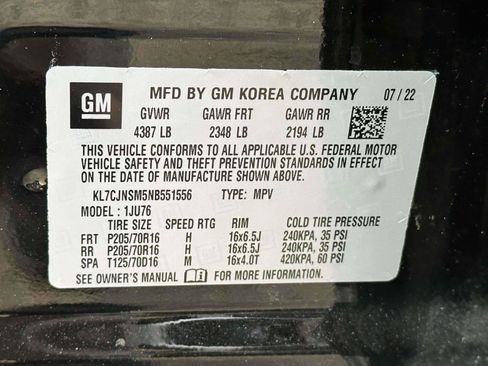 GM MFD BY GM KOREA COMPANY 07 / 22
GVWR GAWR FRT GAWR RR
4387 LB 2348 LB 2194 LB
THIS VEHICLE CONFORMS TO ALL APPLICABLE U.S. FEDERAL MOTOR
VEHICLE SAFETY AND THEFT PREVENTION STANDARDS IN EFFECT
ON THE DATE OF MANUFACTURE SHOWN ABOVE.
KL7CJNSM5NB551556 TYPE: MPV
MODEL : 1JU76
TIRE SIZE SPEED RTG RIM COLD TIRE PRESSURE
FRT P205/70R16 H 16x6.5J 240KPA, 35 PSI
RR P205/70R16 H 16x6.5J 240KPA, 35 PSI
SPA T125/70D16 M 16x4.0T 420KPA, 60 PSI
SEE OWNER'S MANUAL FOR MORE INFORMATION